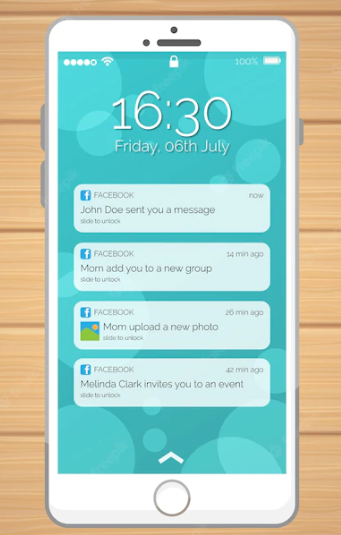 100%
16:30
Friday, 06th July
FACEBOOK now
John Doe sent you a message
slide to unlock
FACEBOOK 14 min ago
Mom add you to a new group
slide to unlock
FACEBOOK 26 min ago
Mom upload a new photo
slide to unlock
FACEBOOK 42 min ago
Melinda Clark invites you to an event
slide to unlock